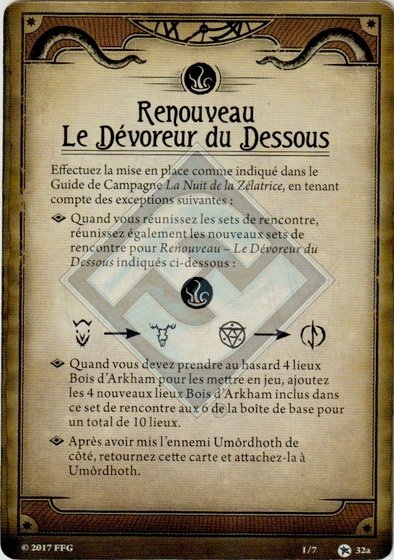 Renouveau
Le Dévoreur du Dessous
Effectuez la mise en place comme indiqué dans le
Guide de Campagne La Nuit de la Zélatrice, en tenant
compte des exceptions suivantes :
Quand vous réunissez les sets de rencontre,
réunissez également les nouveaux sets de
rencontre pour Renouveau – Le Dévoreur du
Dessous indiqués ci-dessous :
Quand vous devez prendre au hasard 4 lieux
Bois d'Arkham pour les mettre en jeu, ajoutez
les 4 nouveaux lieux Bois d'Arkham inclus dans
ce set de rencontre aux 6 de la boîte de base pour
un total de 10 lieux.
Après avoir mis l'ennemi Umôrdhoth de
côté, retournez cette carte et attachez-la à
Umôrdhoth.
© 2017 FFG 1/7 32a